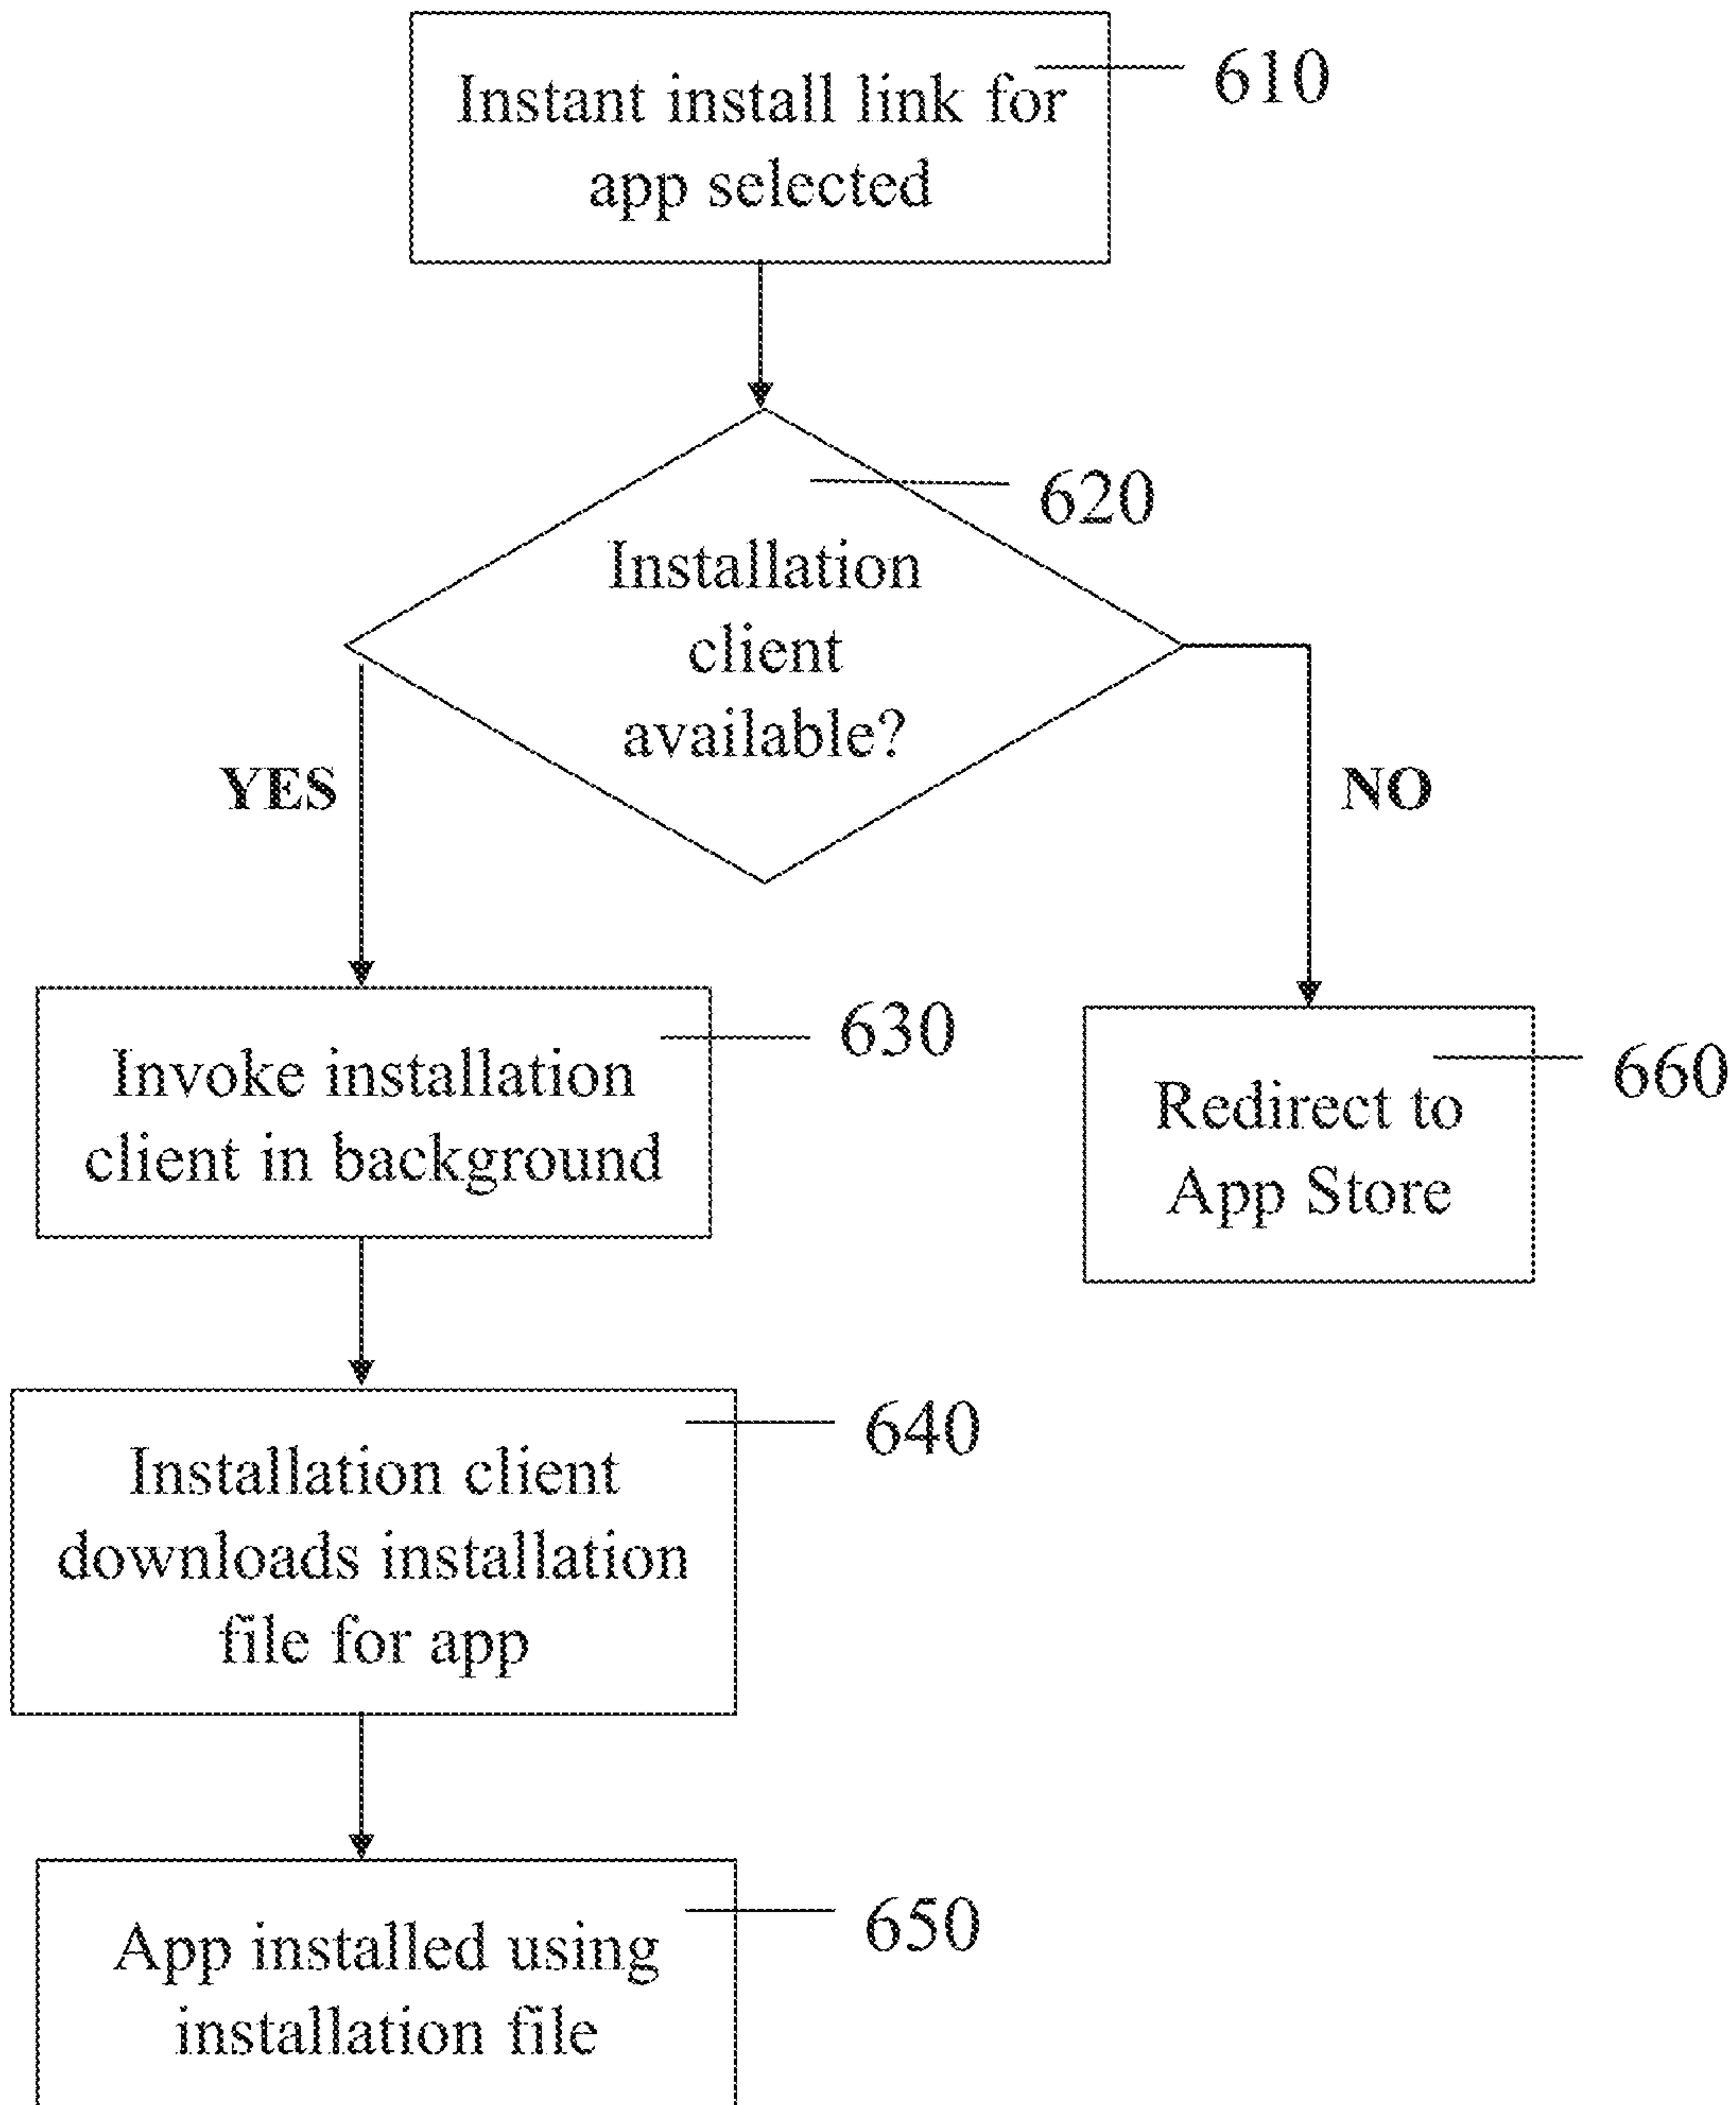 Instant install link for
app selected
610
620
Installation
client
available?
YES
NO
630
Invoke installation
client in background
660
Redirect to
App Store
640
Installation client
downloads installation
file for app
650
App installed using
installation file